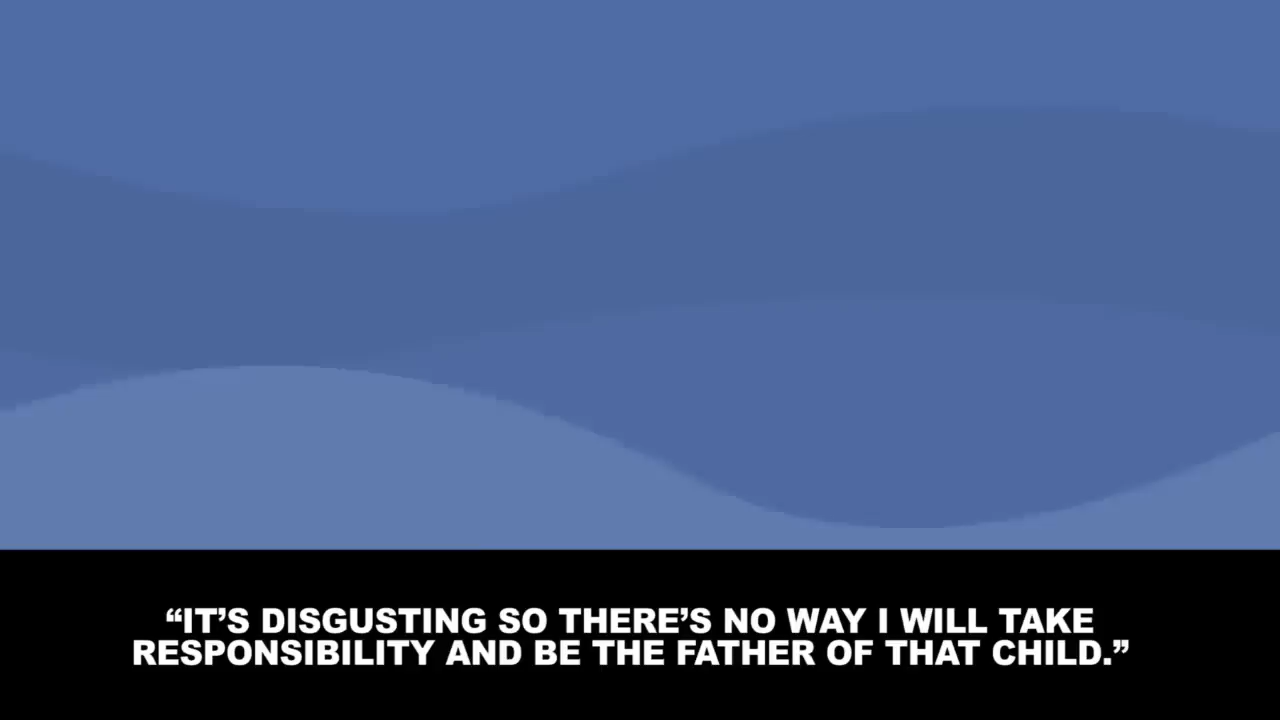 “IT’S DISGUSTING SO THERE’S NO WAY I WILL TAKE
RESPONSIBILITY AND BE THE FATHER OF THAT CHILD.”